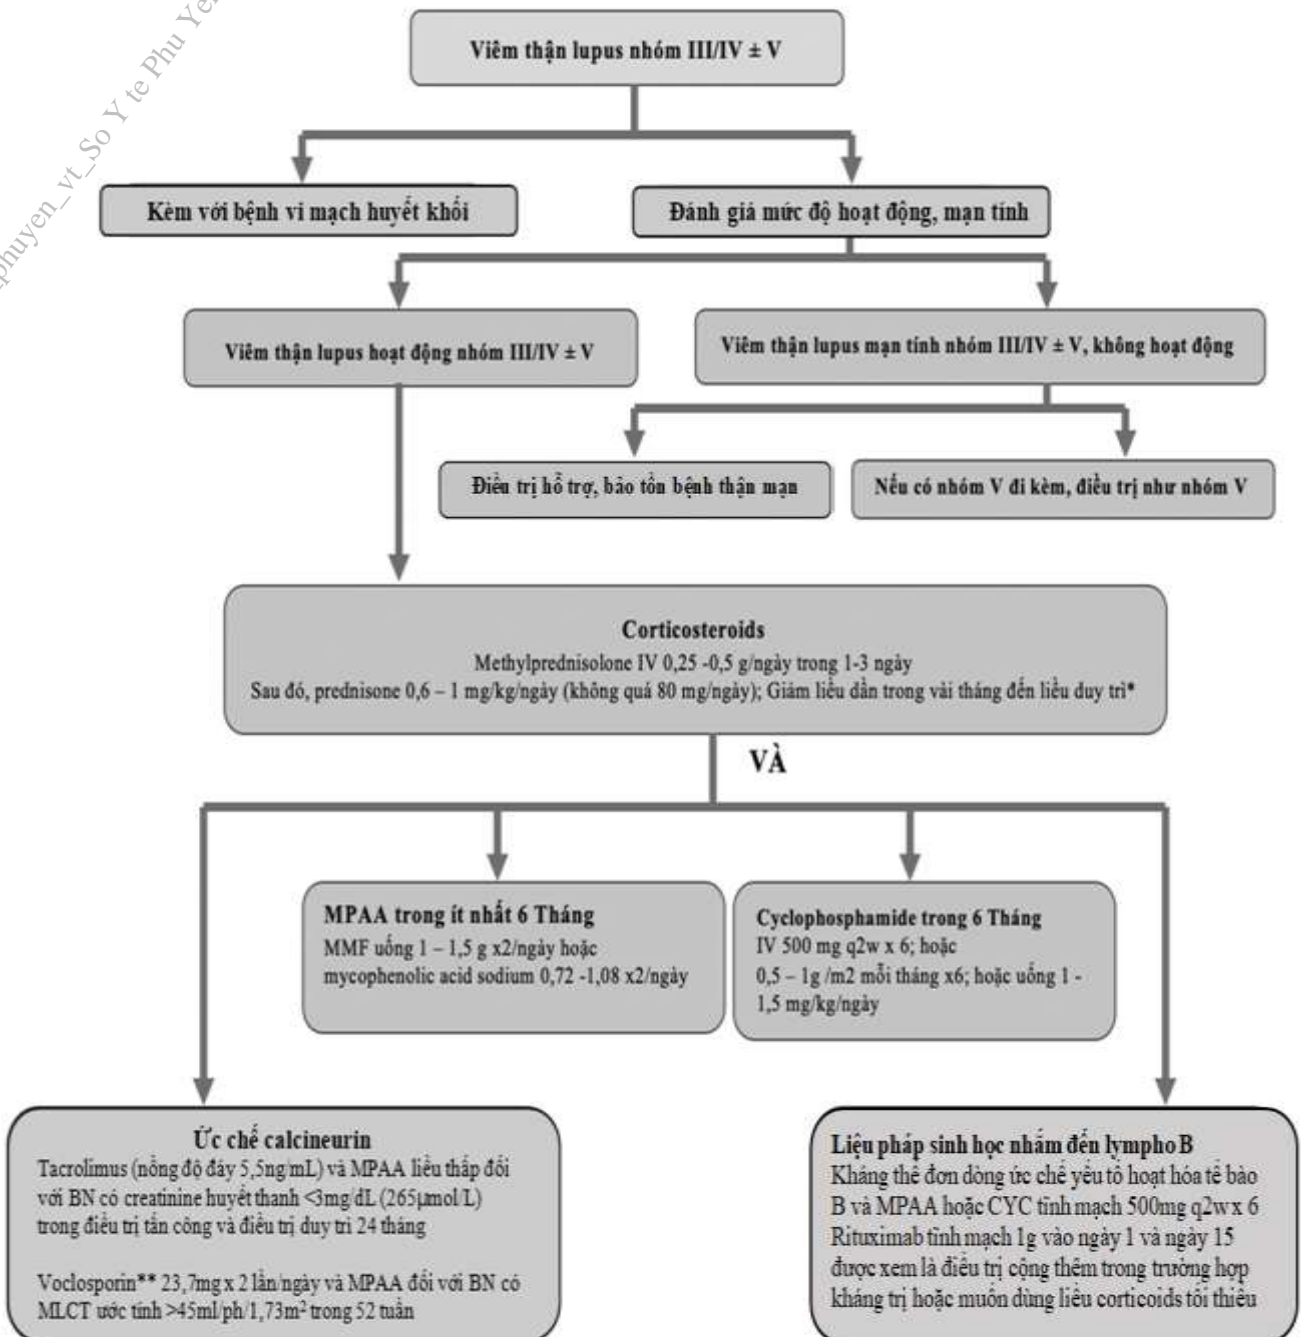 phuyen_vt_So Y te Phu Yen
Viêm thận lupus nhóm III/IV ± V
Kèm với bệnh vi mạch huyết khối
Đánh giá mức độ hoạt động, mạn tính
Viêm thận lupus hoạt động nhóm III/IV ± V
Viêm thận lupus mạn tính nhóm III/IV ± V, không hoạt động
Điều trị hỗ trợ, bảo tồn bệnh thận mạn
Nếu có nhóm V đi kèm, điều trị như nhóm V
Corticosteroids
Methylprednisolone IV 0,25 -0,5 g/ngày trong 1-3 ngày
Sau đó, prednisone 0,6 – 1 mg/kg/ngày (không quá 80 mg/ngày); Giảm liều dần trong vài tháng đến liều duy trì*
VÀ
MPAA trong ít nhất 6 Tháng
MMF uống 1 – 1,5 g x2/ngày hoặc
mycophenolic acid sodium 0,72 -1,08 x2/ngày
Cyclophosphamide trong 6 Tháng
IV 500 mg q2w x 6; hoặc
0,5 – 1g /m2 mỗi tháng x6; hoặc uống 1 -
1,5 mg/kg/ngày
Ức chế calcineurin
Tacrolimus (nồng độ đáy 5,5ng/mL) và MPAA liều thấp đối
với BN có creatinine huyết thanh <3mg/dL (265µmol/L)
trong điều trị tấn công và điều trị duy trì 24 tháng
Voclosporin** 23,7mg x 2 lần/ngày và MPAA đối với BN có
MLCT ước tính >45ml/ph/1,73m² trong 52 tuần
Liệu pháp sinh học nhắm đến lympho B
Kháng thể đơn dòng ức chế yếu tố hoạt hóa tế bào
B và MPAA hoặc CYC tĩnh mạch 500mg q2w x 6
Rituximab tĩnh mạch 1g vào ngày 1 và ngày 15
được xem là điều trị cộng thêm trong trường hợp
kháng trị hoặc muốn dùng liều corticoids tối thiểu